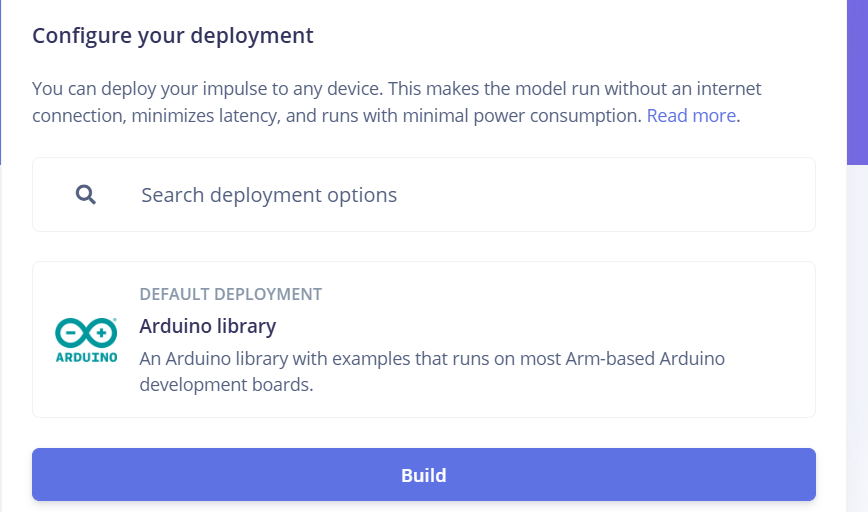 Configure your deployment
You can deploy your impulse to any device. This makes the model run without an internet
connection, minimizes latency, and runs with minimal power consumption. Read more.
Search deployment options
DEFAULT DEPLOYMENT
Arduino library
ARDUINO
An Arduino library with examples that runs on most Arm-based Arduino
development boards.
Build